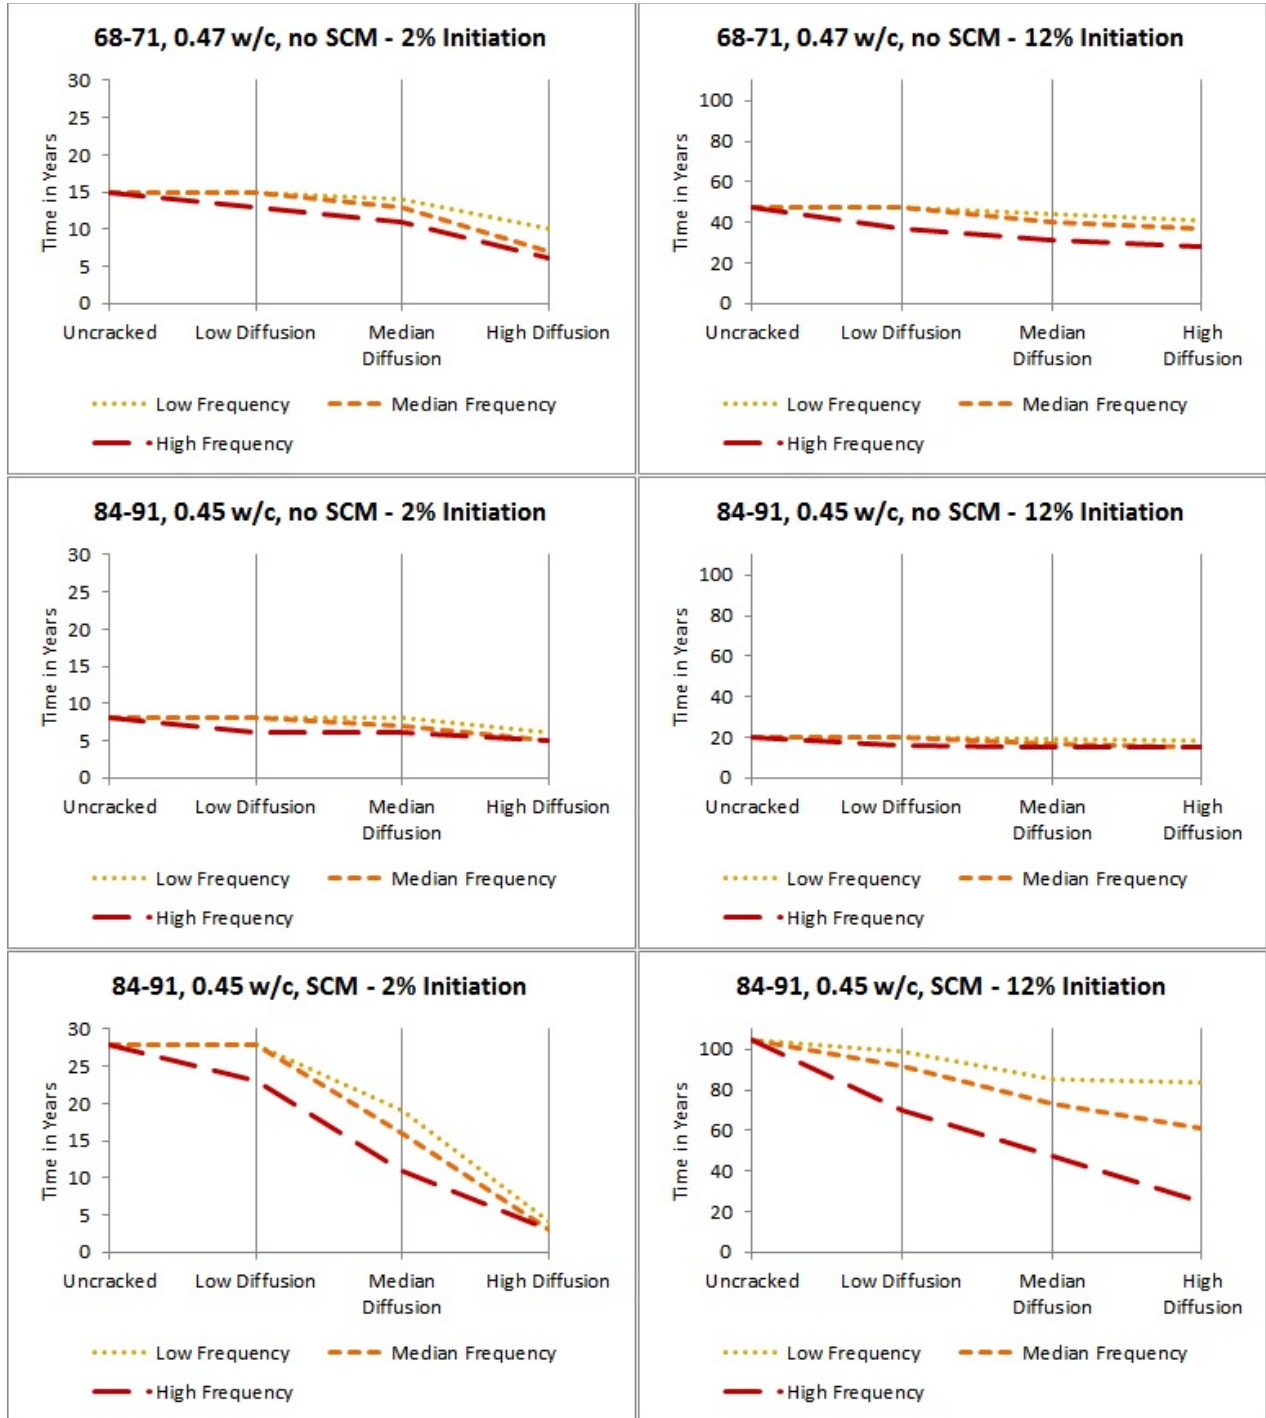 68-71, 0.47 w/c, no SCM - 2% Initiation
30
25
20
15
10
5
0
Time in Years
Uncracked
Low Diffusion
Median
Diffusion
High Diffusion
Low Frequency
Median Frequency
High Frequency
68-71, 0.47 w/c, no SCM - 12% Initiation
100
80
60
40
20
0
Time in Years
Uncracked
Low Diffusion
Median
Diffusion
High
Diffusion
Low Frequency
Median Frequency
High Frequency
84-91, 0.45 w/c, no SCM - 2% Initiation
30
25
20
15
10
5
0
Time in Years
Uncracked
Low Diffusion
Median
Diffusion
High Diffusion
Low Frequency
Median Frequency
High Frequency
84-91, 0.45 w/c, no SCM - 12% Initiation
100
80
60
40
20
0
Time in Years
Uncracked
Low Diffusion
Median
Diffusion
High
Diffusion
Low Frequency
Median Frequency
High Frequency
84-91, 0.45 w/c, SCM - 2% Initiation
30
25
20
15
10
5
0
Time in Years
Uncracked
Low Diffusion
Median
Diffusion
High Diffusion
Low Frequency
Median Frequency
High Frequency
84-91, 0.45 w/c, SCM - 12% Initiation
100
80
60
40
20
0
Time in Years
Uncracked
Low Diffusion
Median
Diffusion
High
Diffusion
Low Frequency
Median Frequency
High Frequency